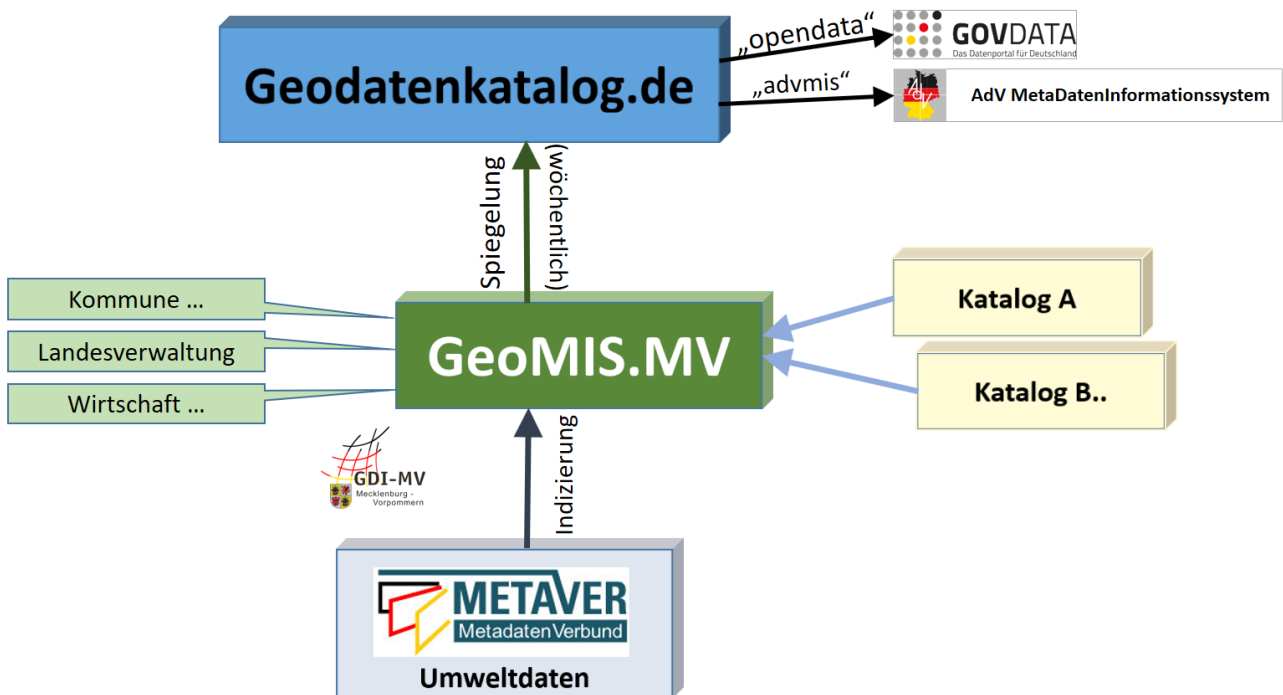 Geodatenkatalog.de
„opendata“
„advmis“
GOVDATA
Das Datenportal für Deutschland
AdV
AdV MetaDatenInformationssystem
Spiegelung
(wöchentlich)
Kommune ...
Landesverwaltung
Wirtschaft ...
GeoMIS.MV
Katalog A
Katalog B..
GDI-MV
Mecklenburg -
Vorpommern
Indizierung
METAVER
MetadatenVerbund
Umweltdaten